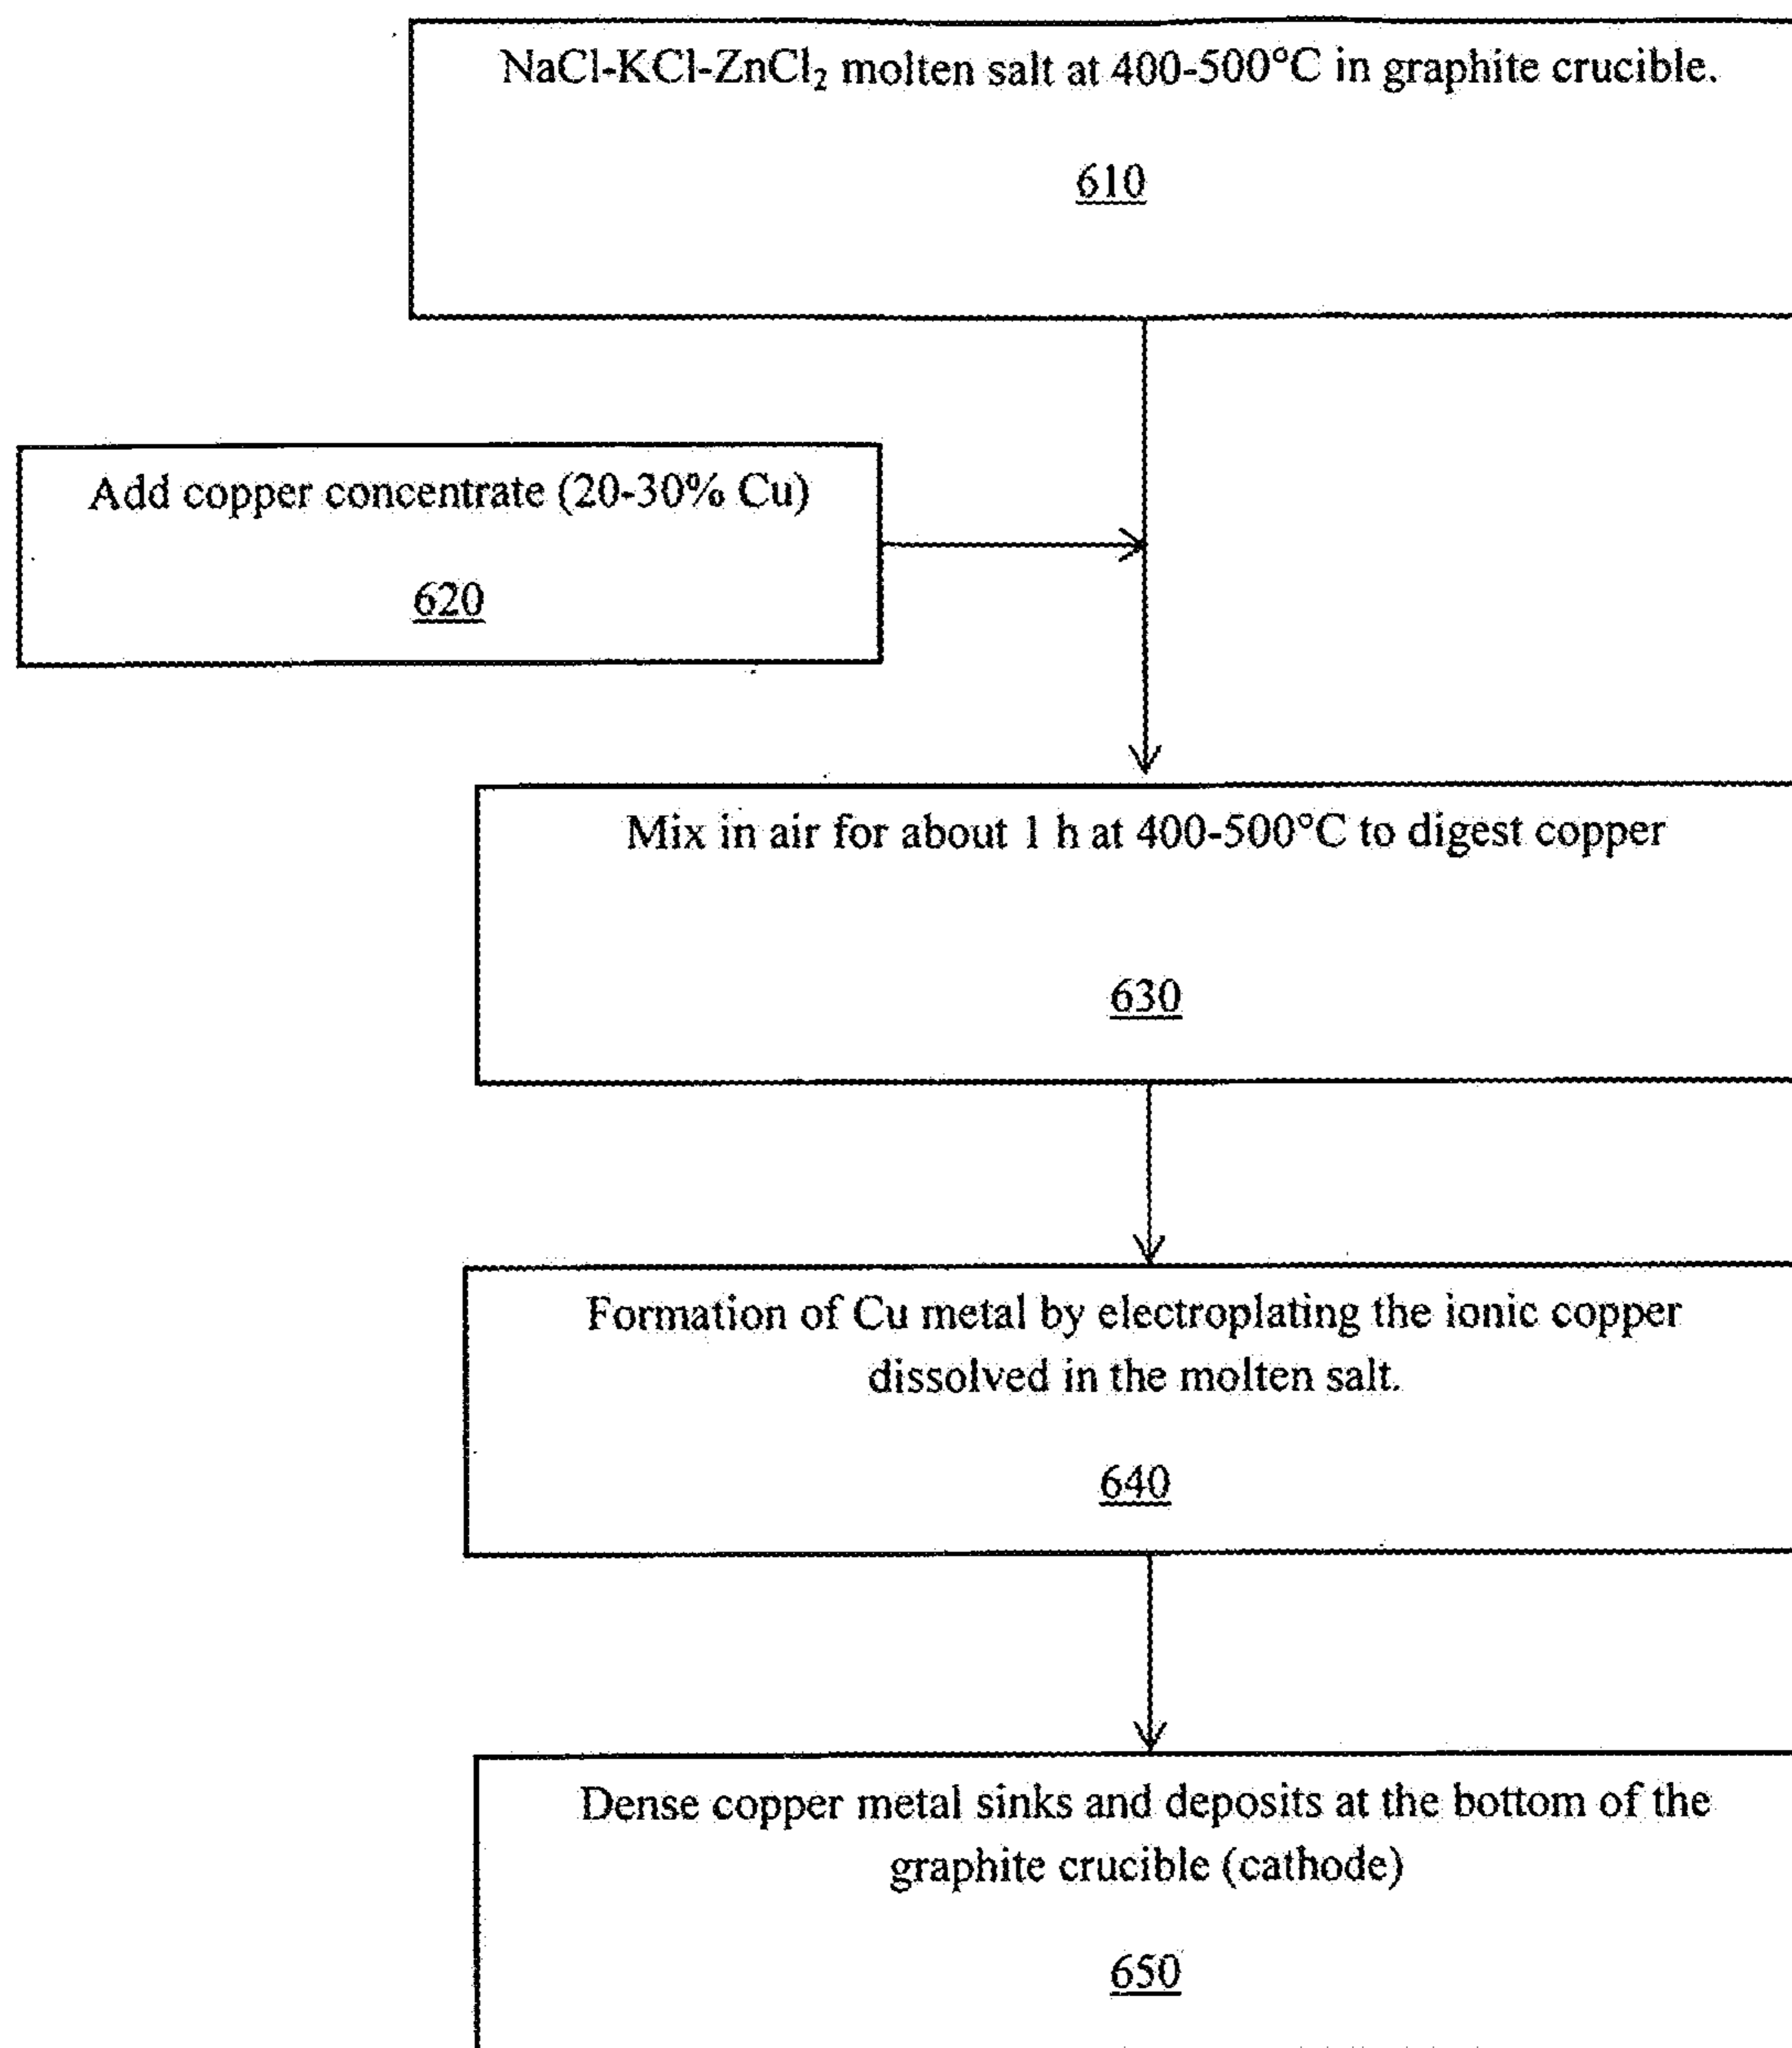 NaCl-KCl-ZnCl₂ molten salt at 400-500°C in graphite crucible.
610
Add copper concentrate (20-30% Cu)
620
Mix in air for about 1 h at 400-500°C to digest copper
630
Formation of Cu metal by electroplating the ionic copper
dissolved in the molten salt.
640
Dense copper metal sinks and deposits at the bottom of the
graphite crucible (cathode)
650